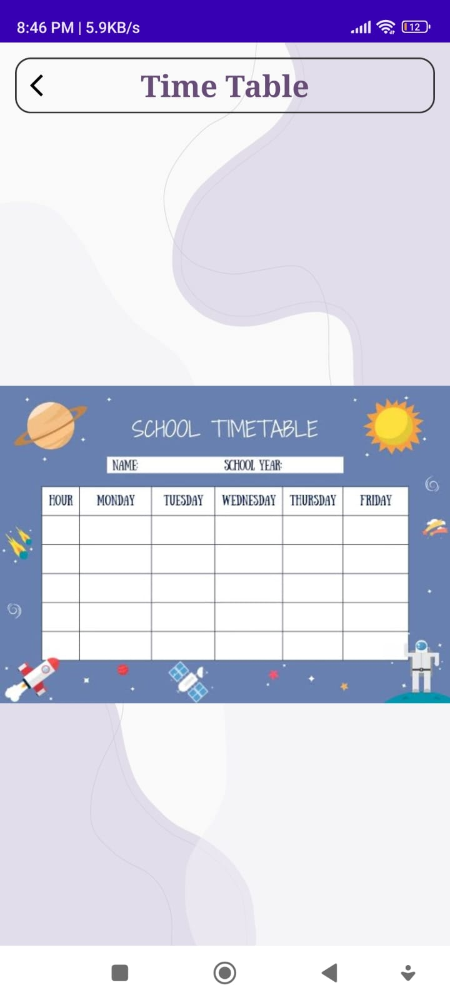 8:46 PM | 5.9KB/s 12
Time Table
SCHOOL TIMETABLE
NAME: SCHOOL YEAR:
HOUR MONDAY TUESDAY WEDNESDAY THURSDAY FRIDAY